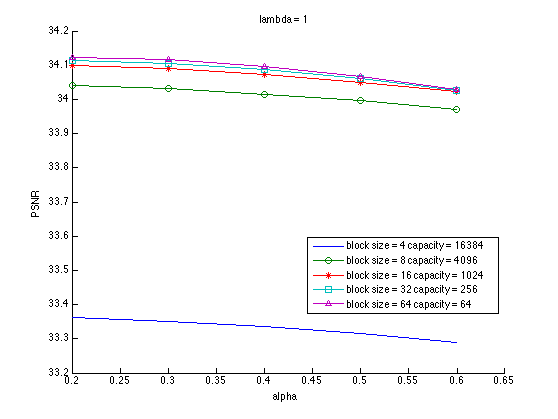 lambda = 1
34.2
34.1
34
33.9
33.8
33.7
33.6
33.5
33.4
33.3
33.2
PSNR
block size = 4 capacity = 16384
block size = 8 capacity = 4096
block size = 16 capacity = 1024
block size = 32 capacity = 256
block size = 64 capacity = 64
0.2 0.25 0.3 0.35 0.4 0.45 0.5 0.55 0.6 0.65
alpha